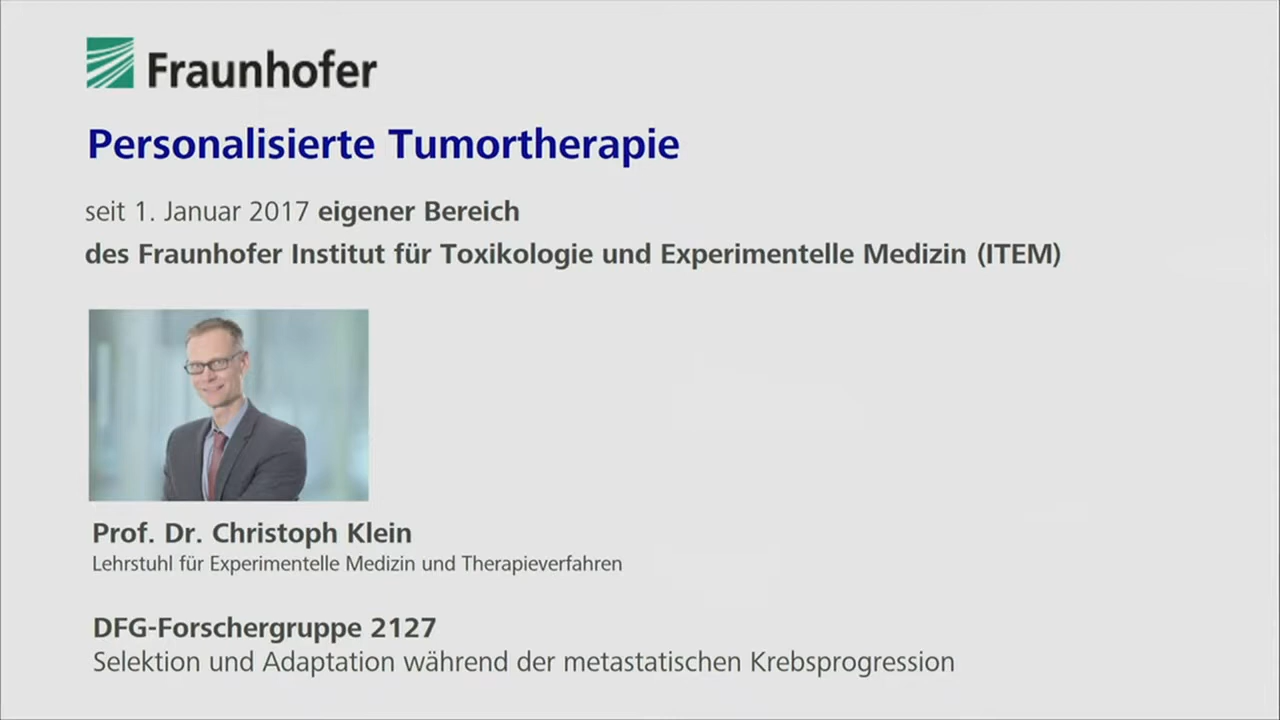 Fraunhofer
Personalisierte Tumortherapie
seit 1. Januar 2017 eigener Bereich
des Fraunhofer Institut für Toxikologie und Experimentelle Medizin (ITEM)
Prof. Dr. Christoph Klein
Lehrstuhl für Experimentelle Medizin und Therapieverfahren
DFG-Forschergruppe 2127
Selektion und Adaptation während der metastatischen Krebsprogression